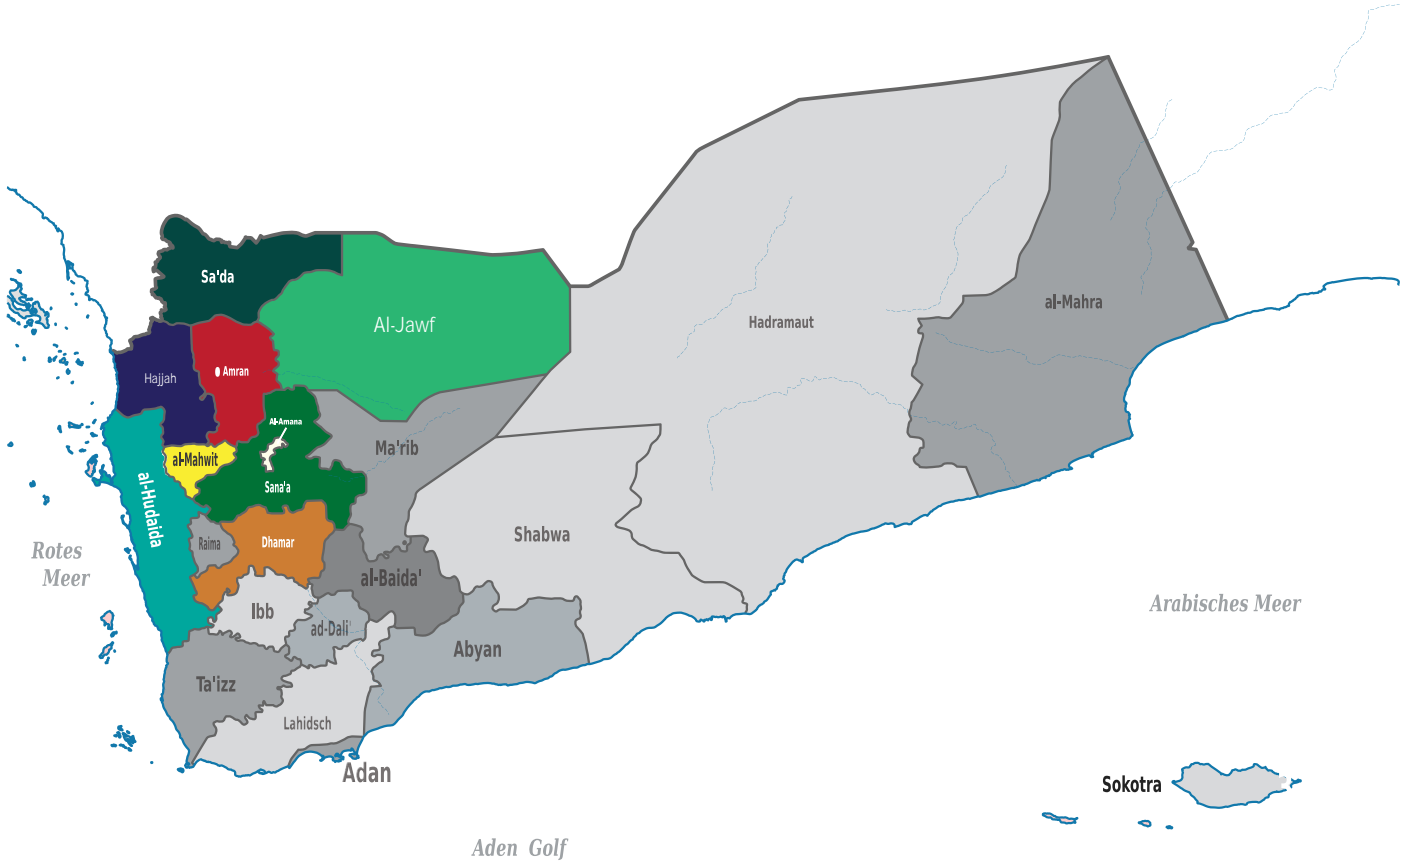 Sa'da
Al-Jawf
Hadramaut
al-Mahra
Hajjah
Amran
Al-Amana
Ma'rib
al-Mahwit
Sana'a
al-Hudaida
Raima
Dhamar
Shabwa
Rotes
Meer
al-Baida'
Ibb
ad-Dali'
Arabisches Meer
Abyan
Ta'izz
Lahidsch
Adan
Sokotra
Aden Golf